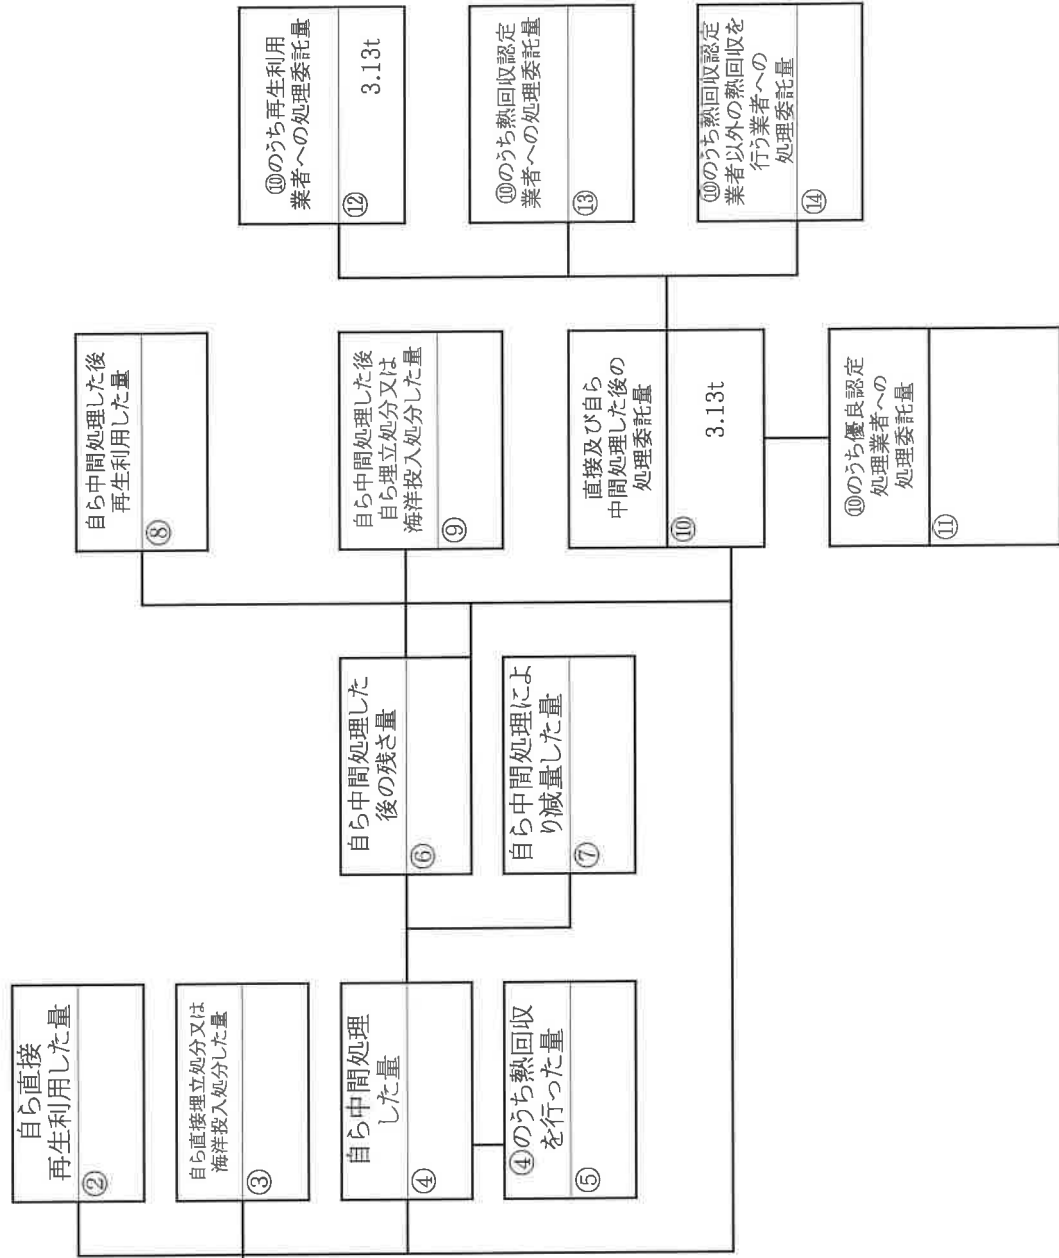 自ら直接
再生利用した量
②
自ら直接埋立処分又は
海洋投入処分した量
③
自ら中間処理
した量
④
④のうち熱回収
を行った量
⑤
自ら中間処理した
後の残さ量
⑥
自ら中間処理によ
り減量した量
⑦
自ら中間処理した後
再生利用した量
⑧
自ら中間処理した後
自ら埋立処分又は
海洋投入処分した量
⑨
直接及び自ら
中間処理した後の
処理委託量
⑩
3.13t
⑩のうち優良認定
処理業者への
処理委託量
⑪
⑩のうち再生利用
業者への処理委託量
⑫
3.13t
⑩のうち熱回収認定
業者への処理委託量
⑬
⑩のうち熱回収認定
業者以外の熱回収を
行う業者への
処理委託量
⑭